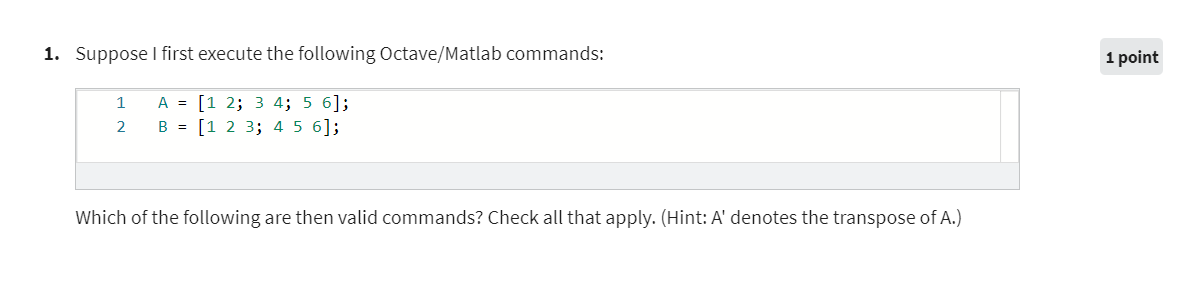 1. Suppose I first execute the following Octave/Matlab commands:
1 point
1 A = [1 2; 3 4; 5 6];
2 B = [1 2 3; 4 5 6];
Which of the following are then valid commands? Check all that apply. (Hint: A' denotes the transpose of A.)